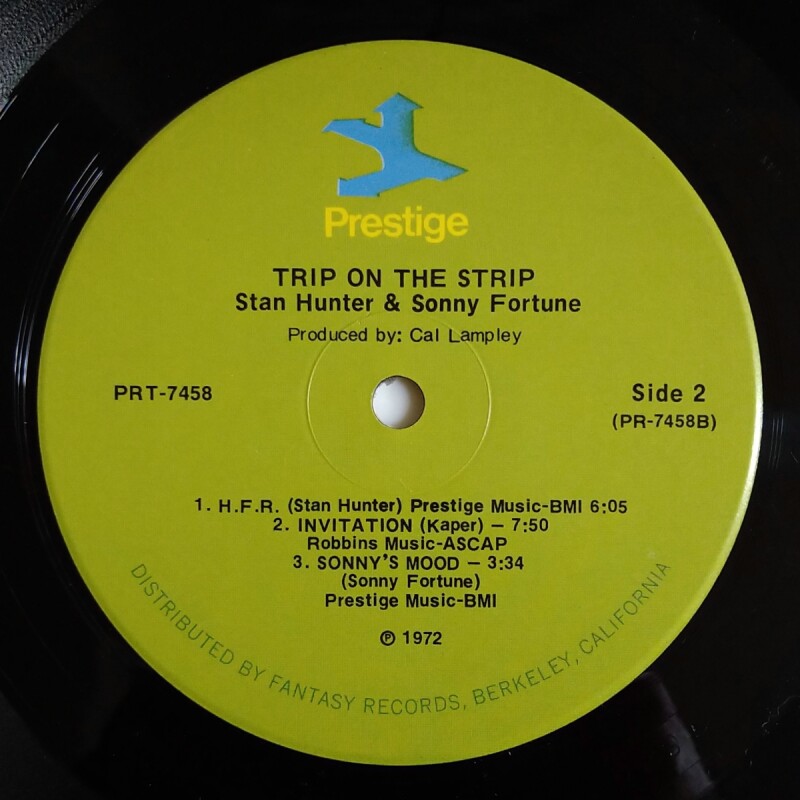 Prestige
TRIP ON THE STRIP
Stan Hunter & Sonny Fortune
Produced by: Cal Lampley
PRT-7458
Side 2
(PR-7458B)
1. H.F.R. (Stan Hunter) Prestige Music-BMI 6:05
2. INVITATION (Kaper) — 7:50
Robbins Music-ASCAP
3. SONNY'S MOOD — 3:34
(Sonny Fortune)
Prestige Music-BMI
℗ 1972
DISTRIBUTED BY FANTASY RECORDS, BERKELEY, CALIFORNIA